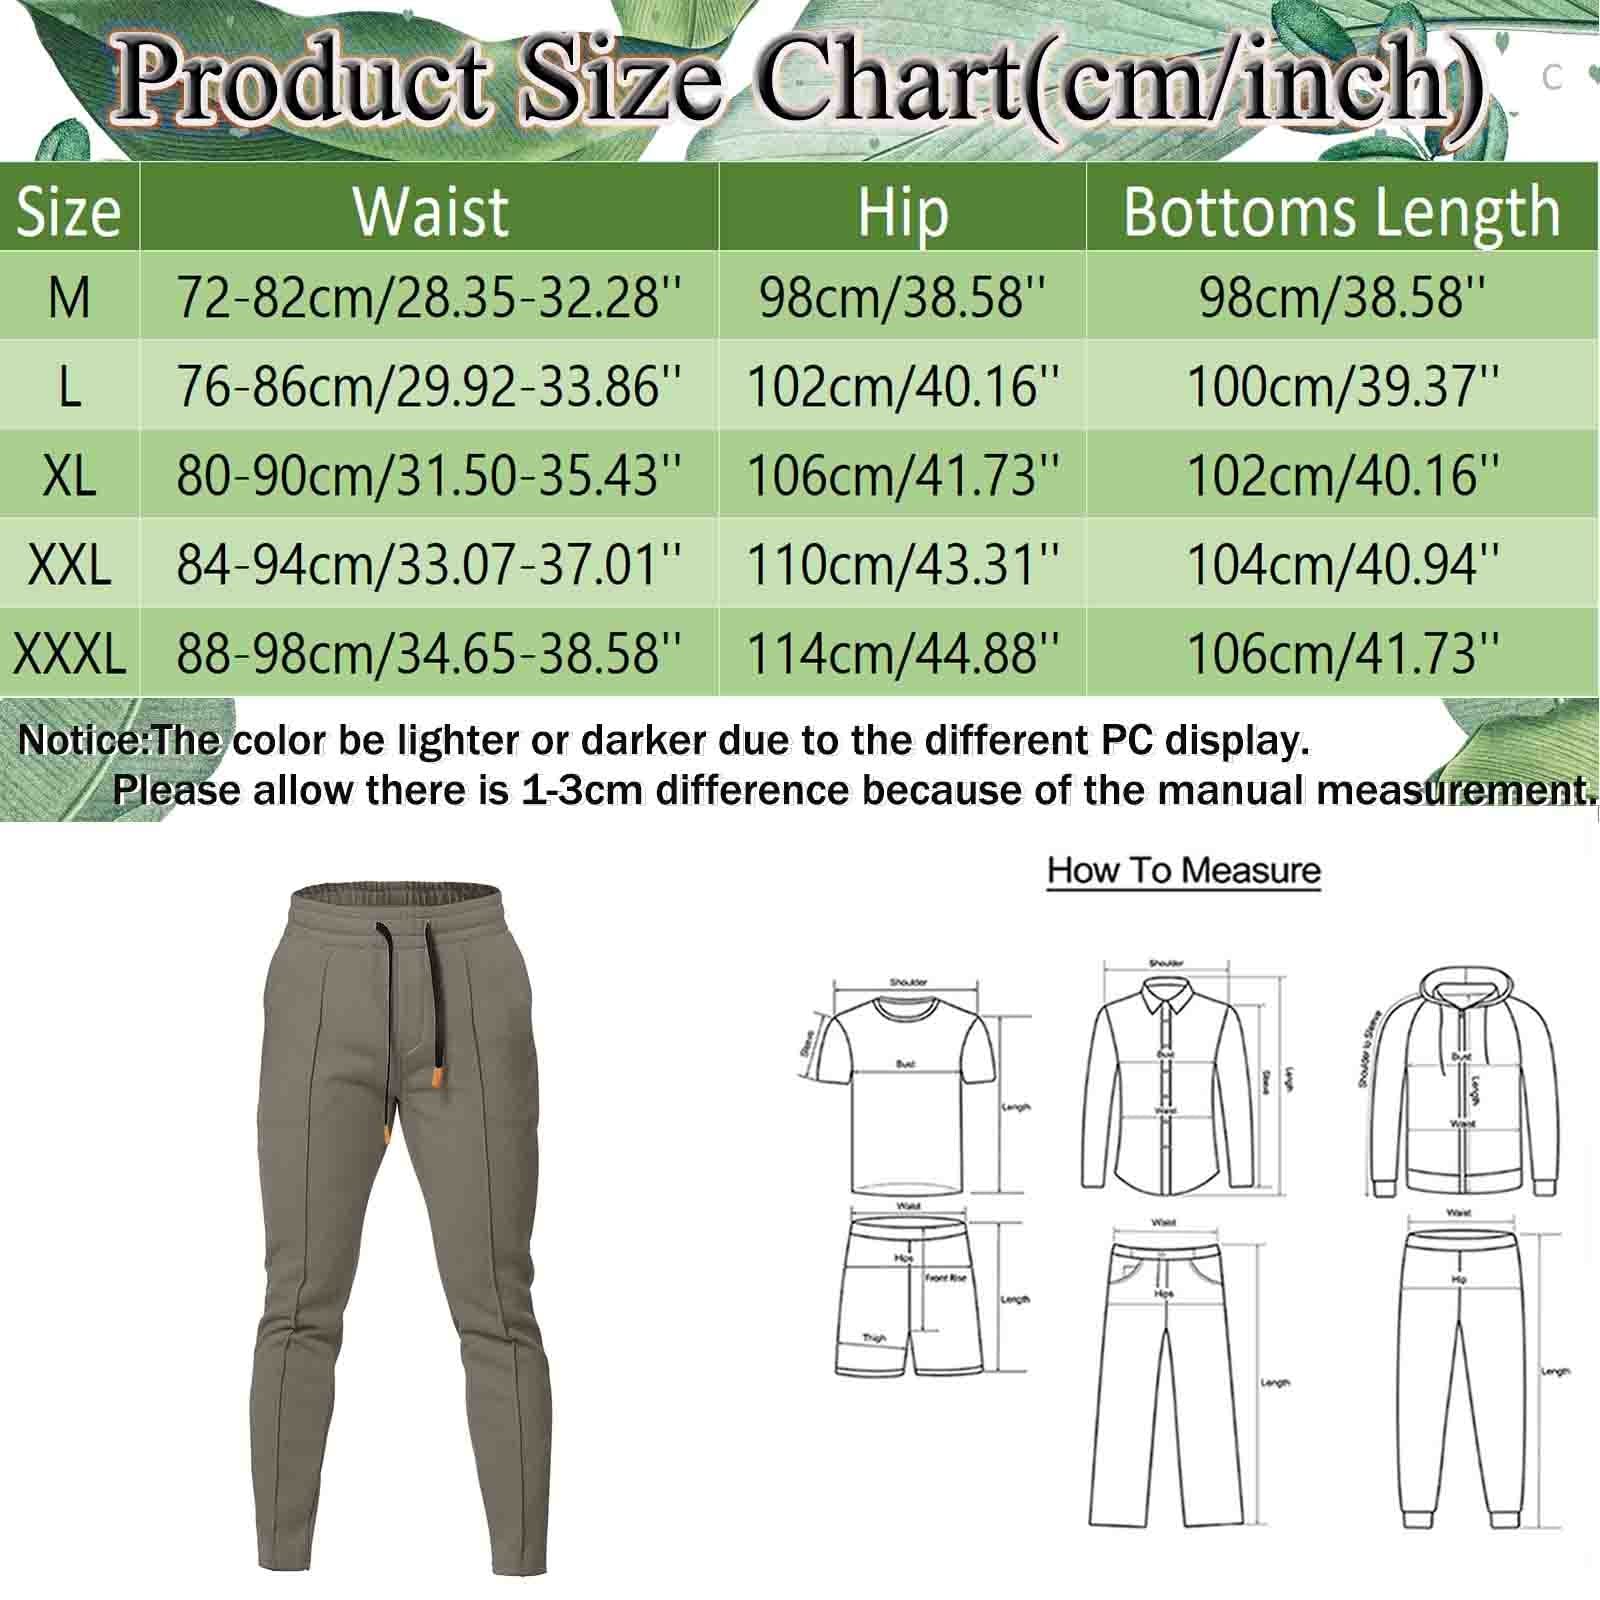 Product Size Chart(cm/inch)
C
Size Waist Hip Bottoms Length
M 72-82cm/28.35-32.28'' 98cm/38.58'' 98cm/38.58''
L 76-86cm/29.92-33.86'' 102cm/40.16'' 100cm/39.37''
XL 80-90cm/31.50-35.43'' 106cm/41.73'' 102cm/40.16''
XXL 84-94cm/33.07-37.01'' 110cm/43.31'' 104cm/40.94''
XXXL 88-98cm/34.65-38.58'' 114cm/44.88'' 106cm/41.73''
Notice:The color be lighter or darker due to the different PC display.
Please allow there is 1-3cm difference because of the manual measurement.
How To Measure
Shoulder
Sleeve
Bust
Length
Shoulder
Bust
Waist
Sleeve
Length
Shoulder to Sleeve
Bust
Length
Waist
Waist
Hips
Front Rise
Length
Thigh
Waist
Hips
Length
Waist
Hip
Length